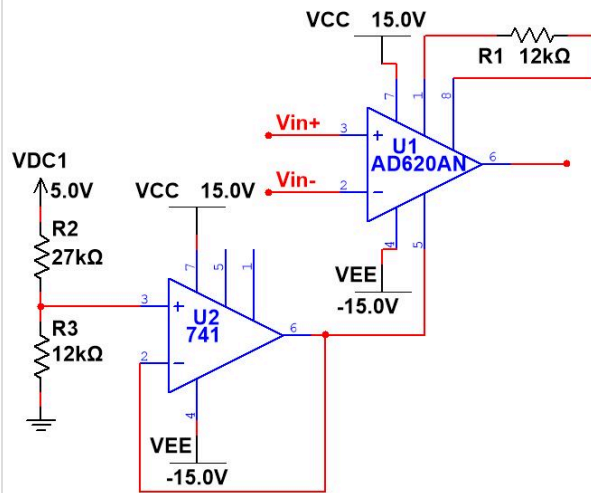 VCC 15.0V
R1 12kΩ
7
1
8
Vin+
3
+
U1
AD620AN
6
Vin-
2
−
4
5
VEE
-15.0V
VDC1
5.0V
R2
27kΩ
VCC 15.0V
7
5
1
3
+
U2
741
6
R3
12kΩ
2
−
4
VEE
-15.0V